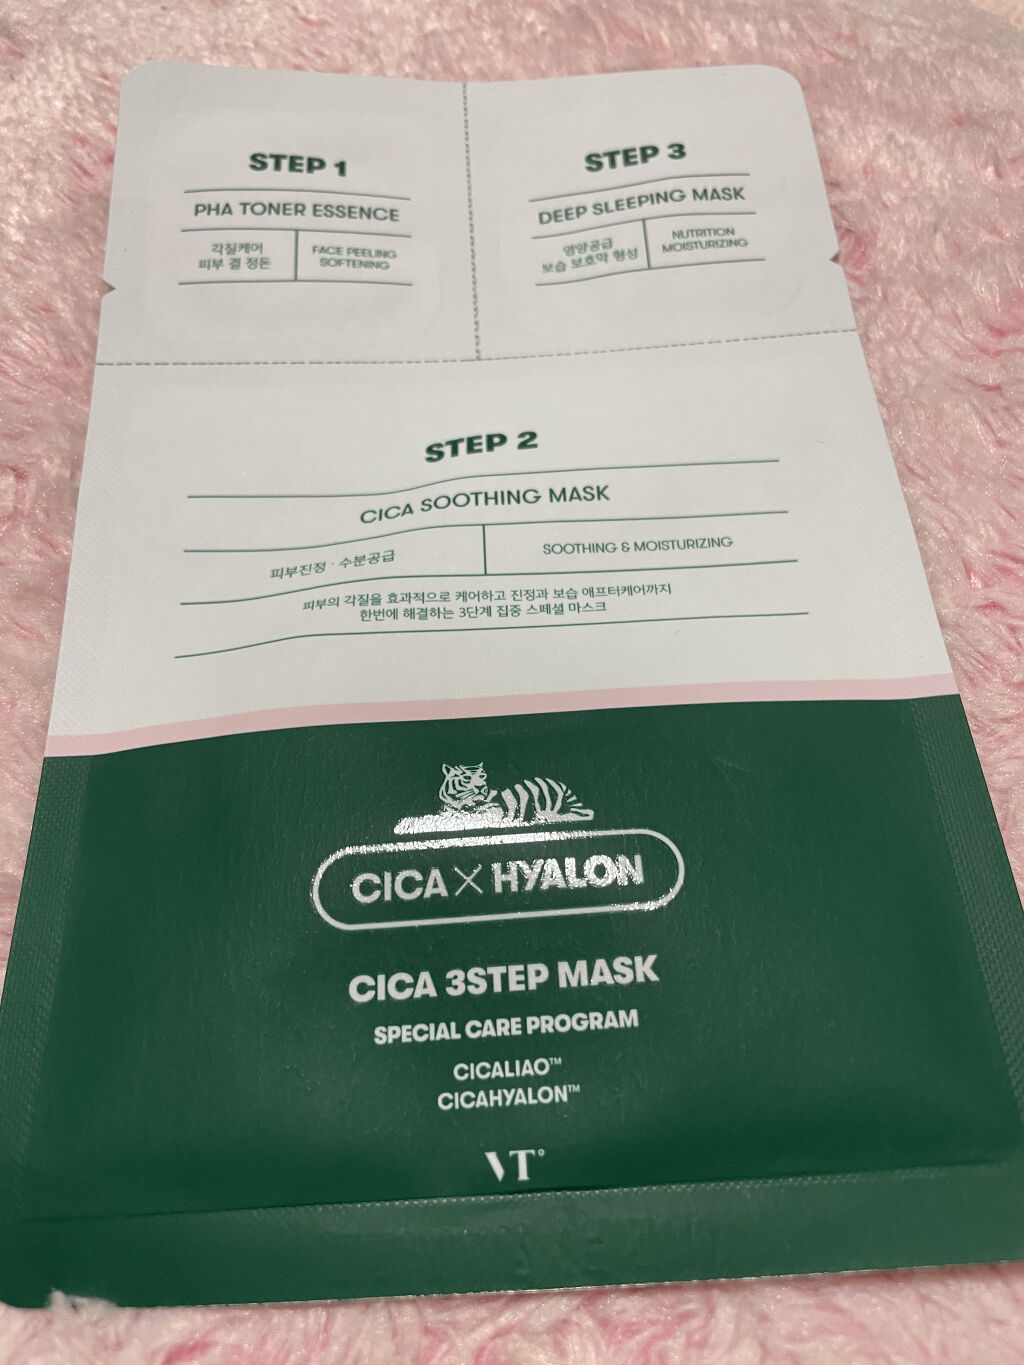 STEP 1
PHA TONER ESSENCE
각질케어
피부 결 정돈
FACE PEELING
SOFTENING
STEP 3
DEEP SLEEPING MASK
영양공급
보습 보호막 형성
NUTRITION
MOISTURIZING
STEP 2
CICA SOOTHING MASK
피부진정 · 수분공급
SOOTHING & MOISTURIZING
피부의 각질을 효과적으로 케어하고 진정과 보습 애프터케어까지
한번에 해결하는 3단계 집중 스페셜 마스크
CICA X HYALON
CICA 3STEP MASK
SPECIAL CARE PROGRAM
CICALIAO™
CICAHYALON™
VT°